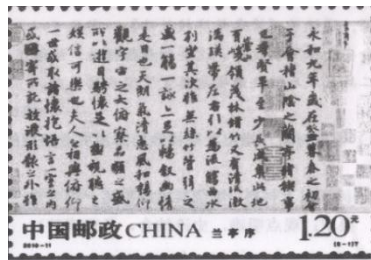 永和九年歲在癸丑暮春之初會
于會稽山陰之蘭亭脩禊事
也羣賢畢至少長咸集此地
有崇山峻領茂林脩竹又有清流激
湍暎帶左右引以為流觴曲水
列坐其次雖無絲竹管弦之
盛一觴一詠亦足以暢敘幽情
是日也天朗氣清惠風和暢仰
觀宇宙之大俯察品類之盛
所以遊目騁懷足以極視聽之
娛信可樂也夫人之相與俯仰
一世或取諸懷抱悟言一室之內
或因寄所託放浪形骸之外雖
中国邮政 CHINA 兰亭序 1.20元
2010-11